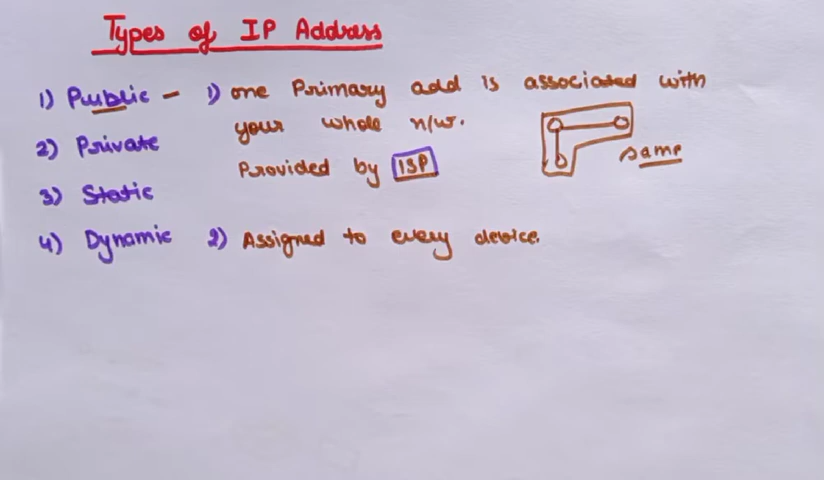 Types of IP Address
1) Public - 1) one Primary add is associated with
your whole n/w.
2) Private
Provided by ISP
same
3) Static
4) Dynamic 2) Assigned to every device.